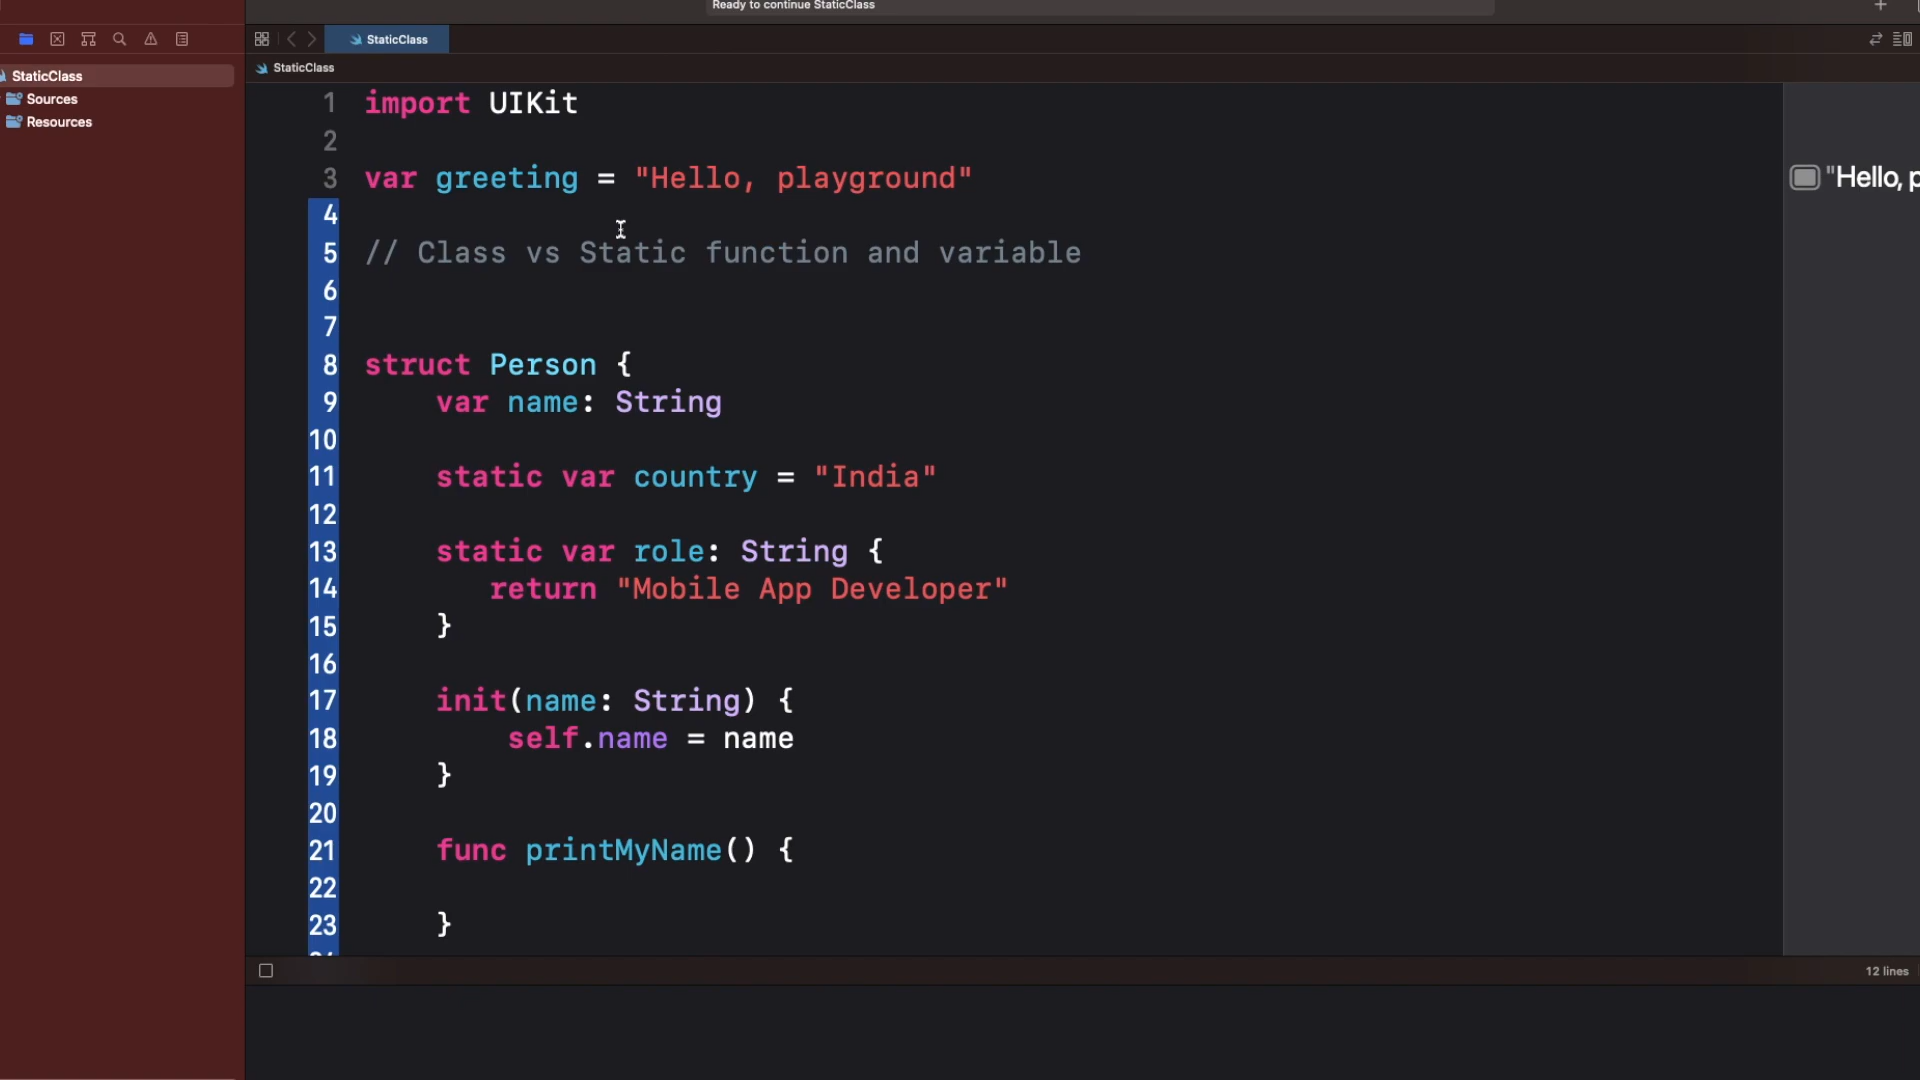 Ready to continue StaticClass
StaticClass
StaticClass
StaticClass
Sources
Resources
1 import UIKit
2
3 var greeting = "Hello, playground"
"Hello, p
4
5 // Class vs Static function and variable
6
7
8 struct Person {
9 var name: String
10
11 static var country = "India"
12
13 static var role: String {
14 return "Mobile App Developer"
15 }
16
17 init(name: String) {
18 self.name = name
19 }
20
21 func printMyName() {
22
23 }
12 lines